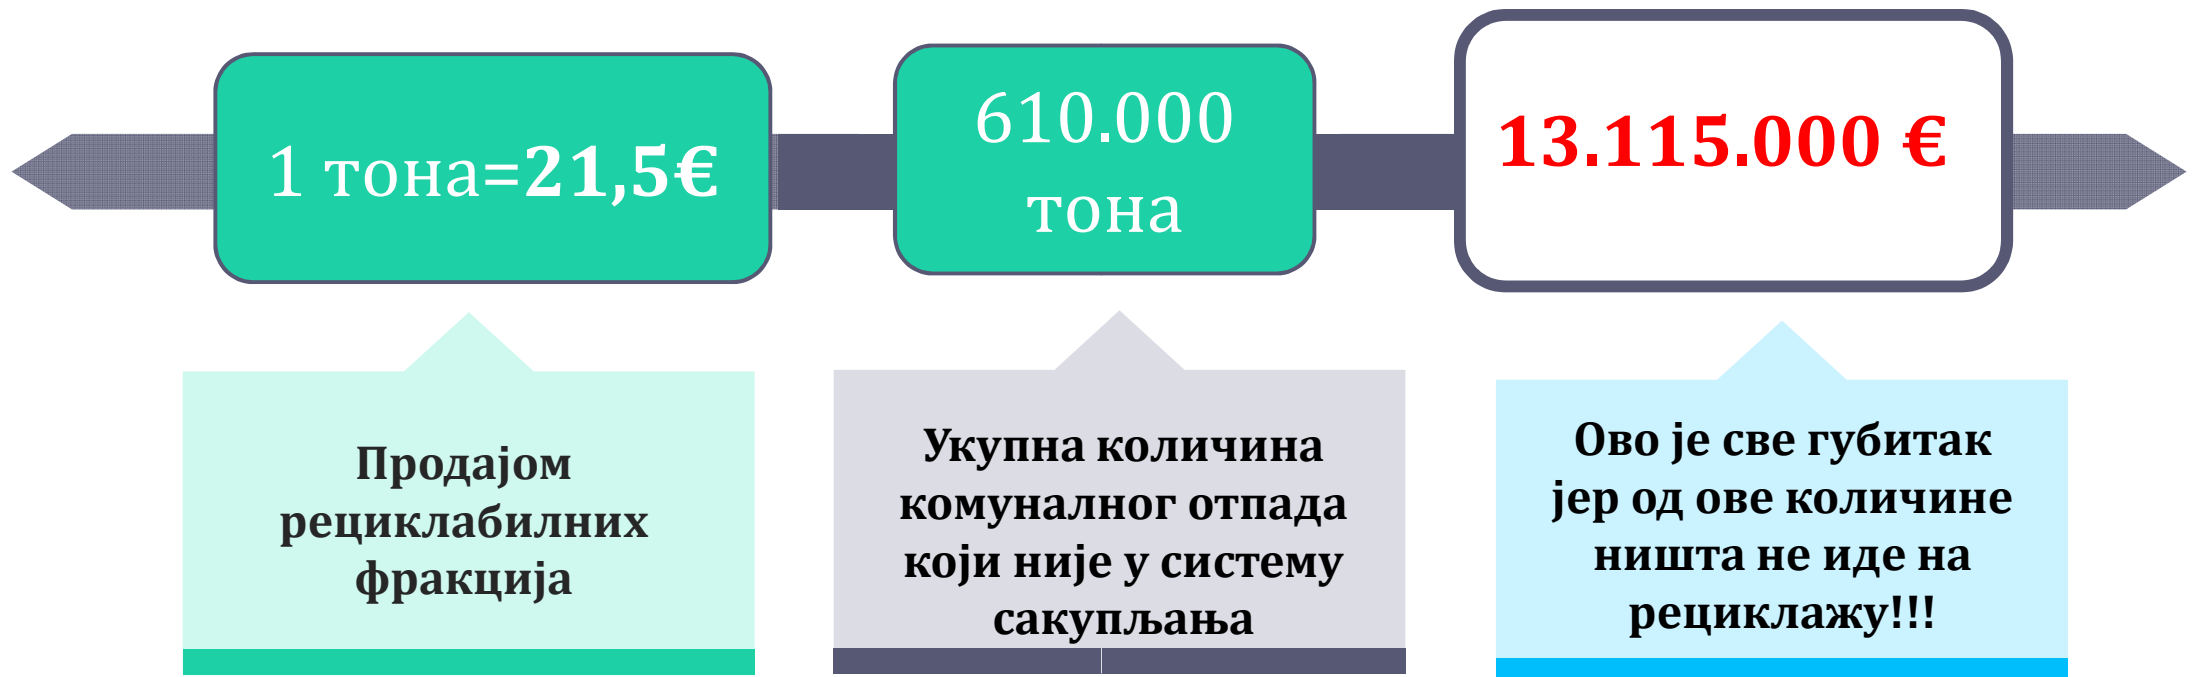 1 тона=21,5€
610.000
тона
13.115.000 €
Продајом
рециклабилних
фракција
Укупна количина
комуналног отпада
који није у систему
сакупљања
Ово је све губитак
јер од ове количине
ништа не иде на
рециклажу!!!